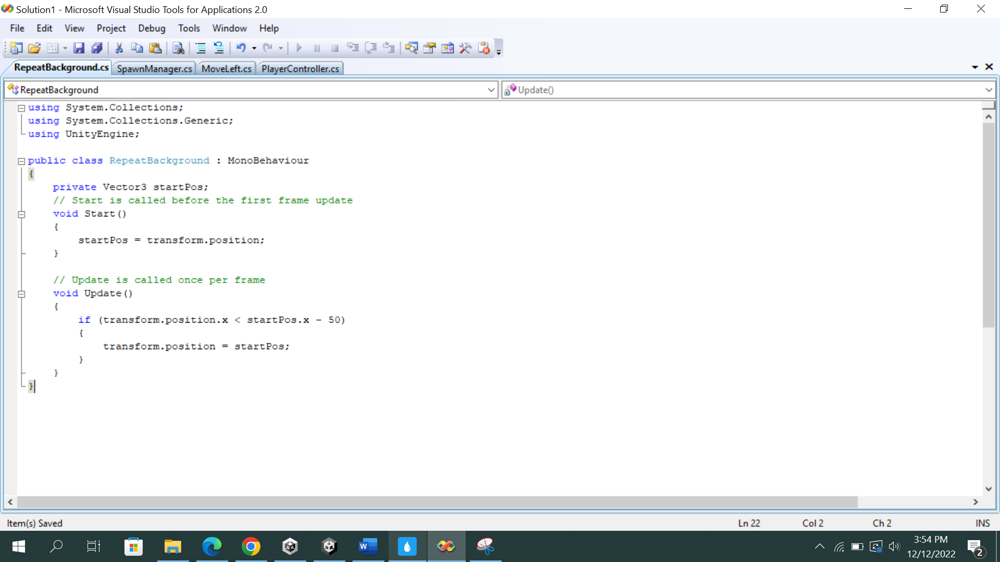 Solution1 - Microsoft Visual Studio Tools for Applications 2.0
File Edit View Project Debug Tools Window Help
RepeatBackground.cs SpawnManager.cs MoveLeft.cs PlayerController.cs
RepeatBackground Update()
using System.Collections;
using System.Collections.Generic;
using UnityEngine;
public class RepeatBackground : MonoBehaviour
{
private Vector3 startPos;
// Start is called before the first frame update
void Start()
{
startPos = transform.position;
}
// Update is called once per frame
void Update()
{
if (transform.position.x < startPos.x - 50)
{
transform.position = startPos;
}
}
}
Item(s) Saved Ln 22 Col 2 Ch 2 INS
W 3:54 PM
12/12/2022 2